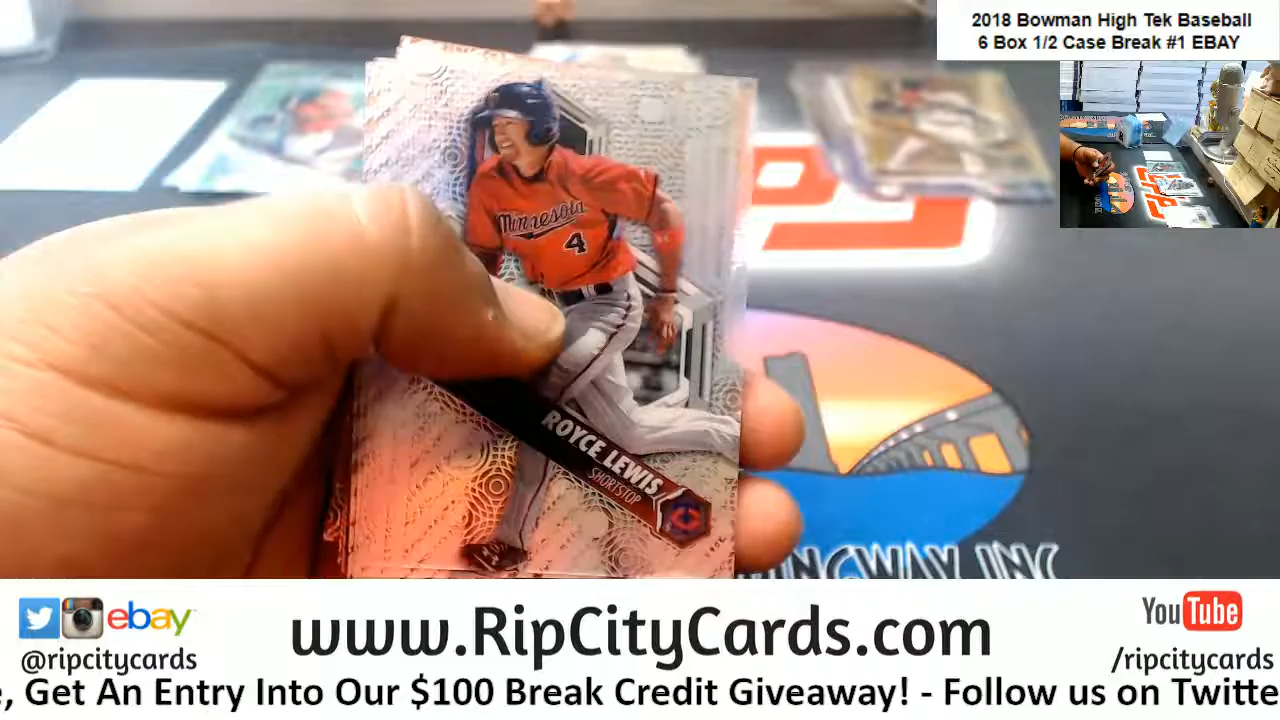 2018 Bowman High Tek Baseball
6 Box 1/2 Case Break #1 EBAY
Minnesota
4
ROYCE LEWIS
SHORTSTOP
INGWAY INC
ebay
@ripcitycards
www.RipCityCards.com
YouTube
/ripcitycards
e, Get An Entry Into Our $100 Break Credit Giveaway! - Follow us on Twitte